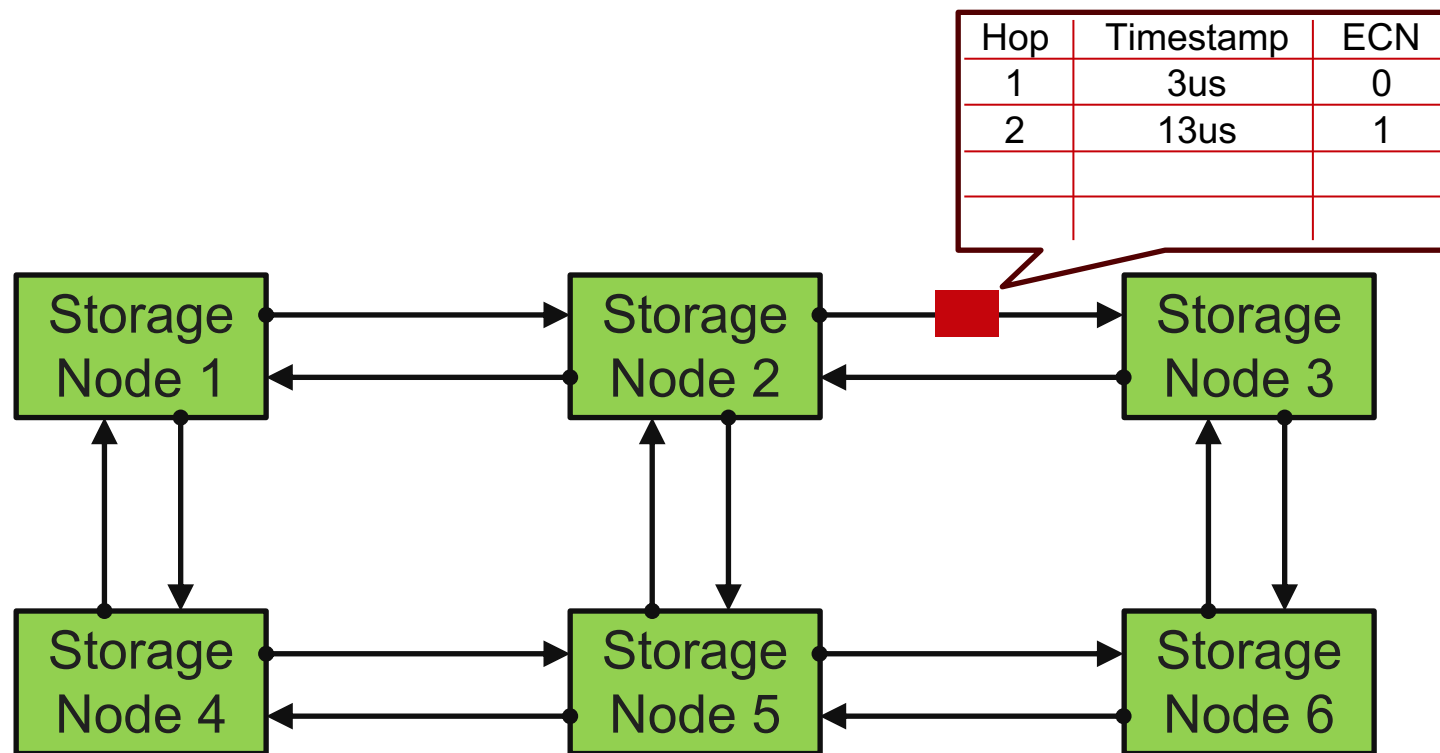 Hop Timestamp ECN
1 3us 0
2 13us 1
Storage
Node 1
Storage
Node 2
Storage
Node 3
Storage
Node 4
Storage
Node 5
Storage
Node 6